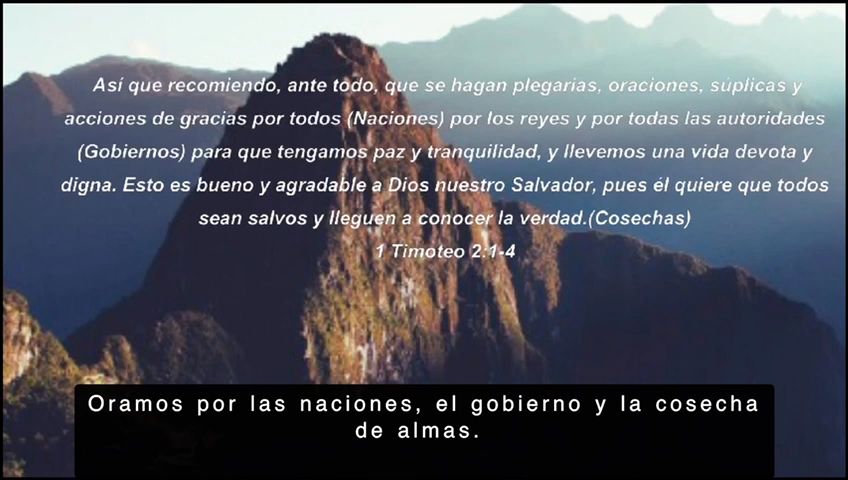 Así que recomiendo, ante todo, que se hagan plegarias, oraciones, súplicas y
acciones de gracias por todos (Naciones) por los reyes y por todas las autoridades
(Gobiernos) para que tengamos paz y tranquilidad, y llevemos una vida devota y
digna. Esto es bueno y agradable a Dios nuestro Salvador, pues él quiere que todos
sean salvos y lleguen a conocer la verdad.(Cosechas)
1 Timoteo 2:1-4
Oramos por las naciones, el gobierno y la cosecha
de almas.